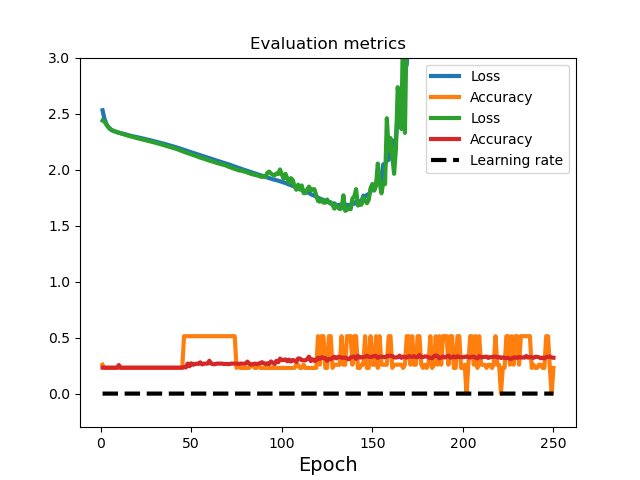 Evaluation metrics
3.0
2.5
2.0
1.5
1.0
0.5
0.0
Loss
Accuracy
Loss
Accuracy
Learning rate
0 50 100 150 200 250
Epoch